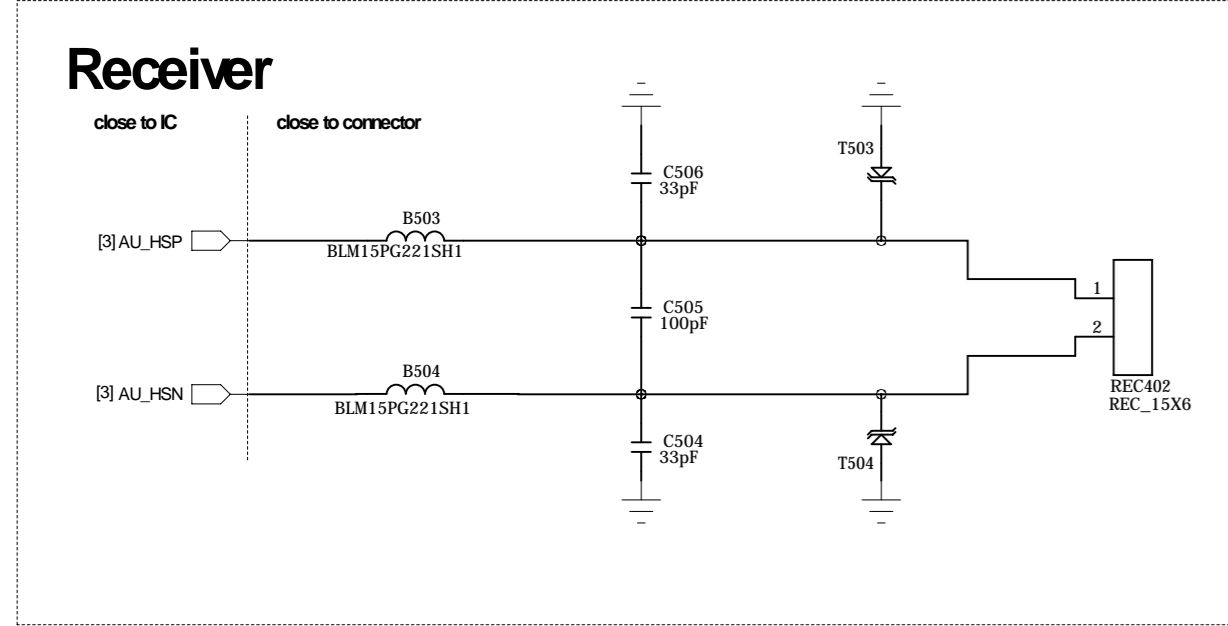 Receiver
close to IC
close to connector
T503
C506
33pF
B503
[3] AU_HSP
BLM15PG221SH1
1
C505
100pF
2
B504
[3] AU_HSN
BLM15PG221SH1
REC402
REC_15X6
C504
33pF
T504